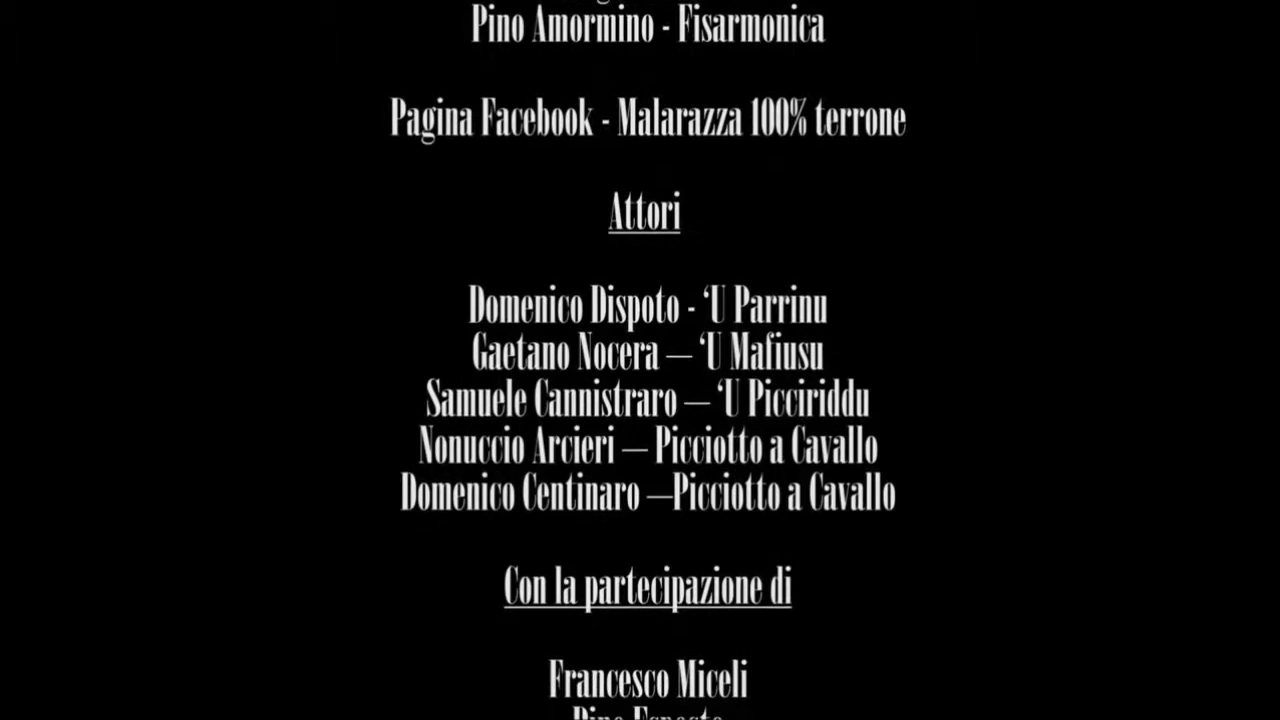 Pino Amormino - Fisarmonica
Pagina Facebook - Malarazza 100% terrone
Attori
Domenico Dispoto - ‘U Parrinu
Gaetano Nocera – ‘U Mafiusu
Samuele Cannistraro – ‘U Picciriddu
Nonuccio Arcieri – Picciotto a Cavallo
Domenico Centinaro –Picciotto a Cavallo
Con la partecipazione di
Francesco Miceli